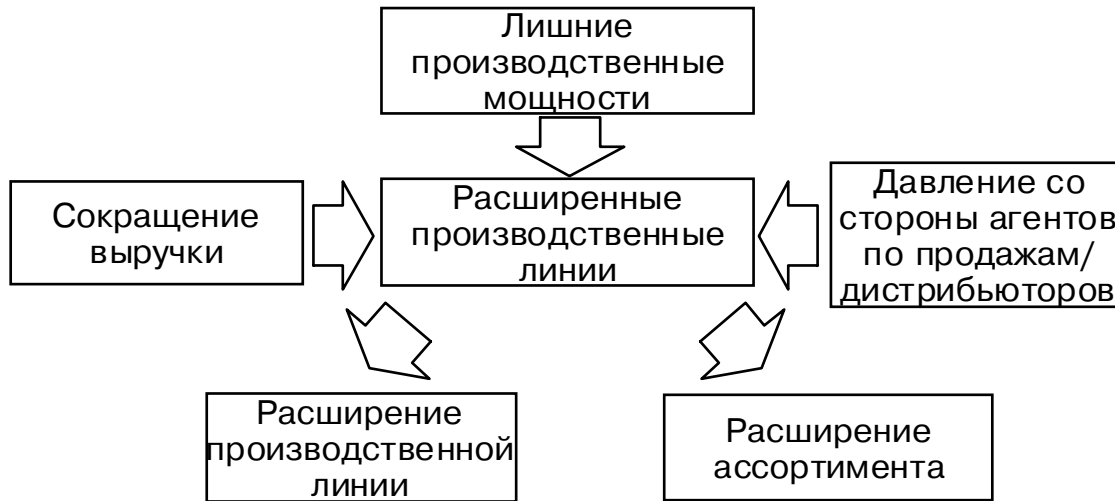 Лишние
производственные
мощности
Сокращение
выручки
Расширенные
производственные
линии
Давление со
стороны агентов
по продажам/
дистрибьюторов
Расширение
производственной
линии
Расширение
ассортимента